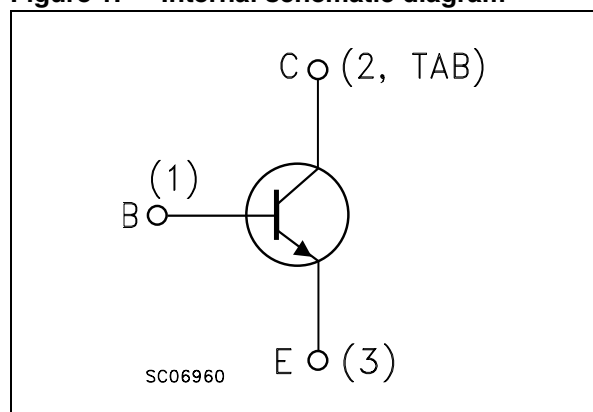 Figure 1. Internal schematic diagram
C (2, TAB)
(1)
B
E (3)
SC06960